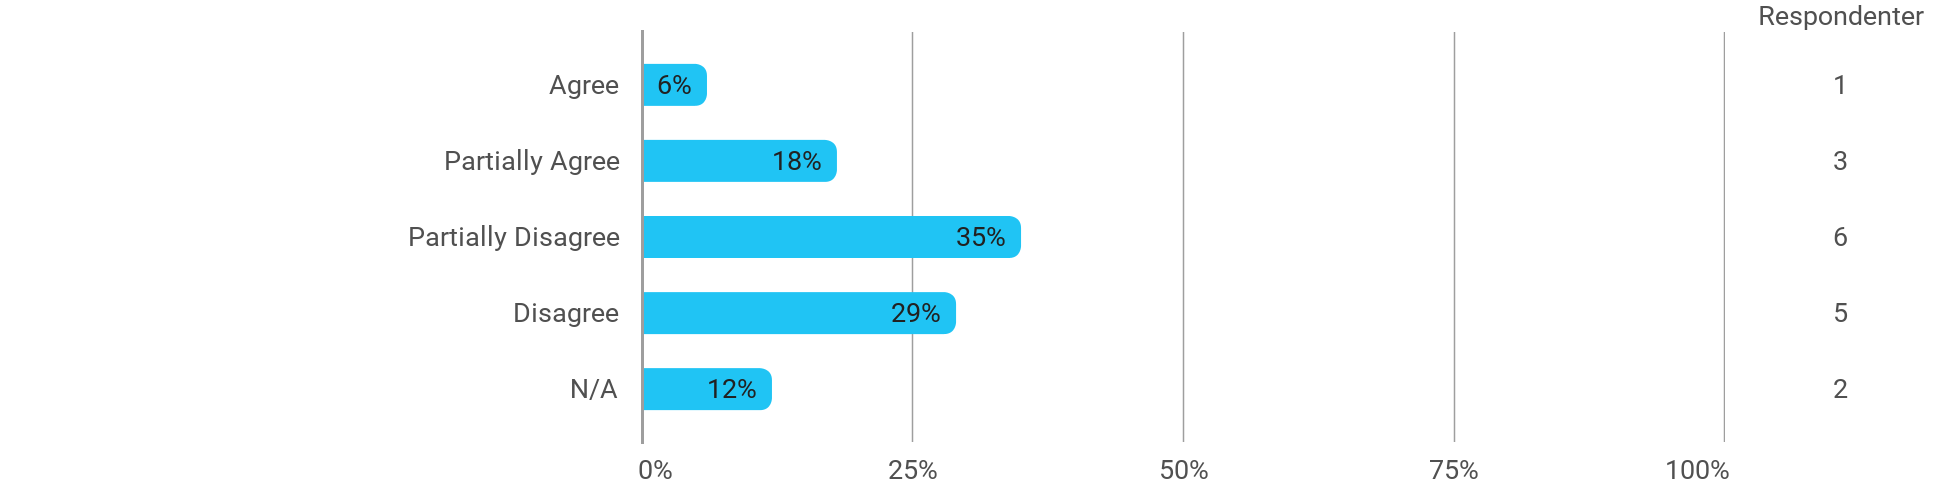 Respondenter
Agree 6% 1
Partially Agree 18% 3
Partially Disagree 35% 6
Disagree 29% 5
N/A 12% 2
0% 25% 50% 75% 100%